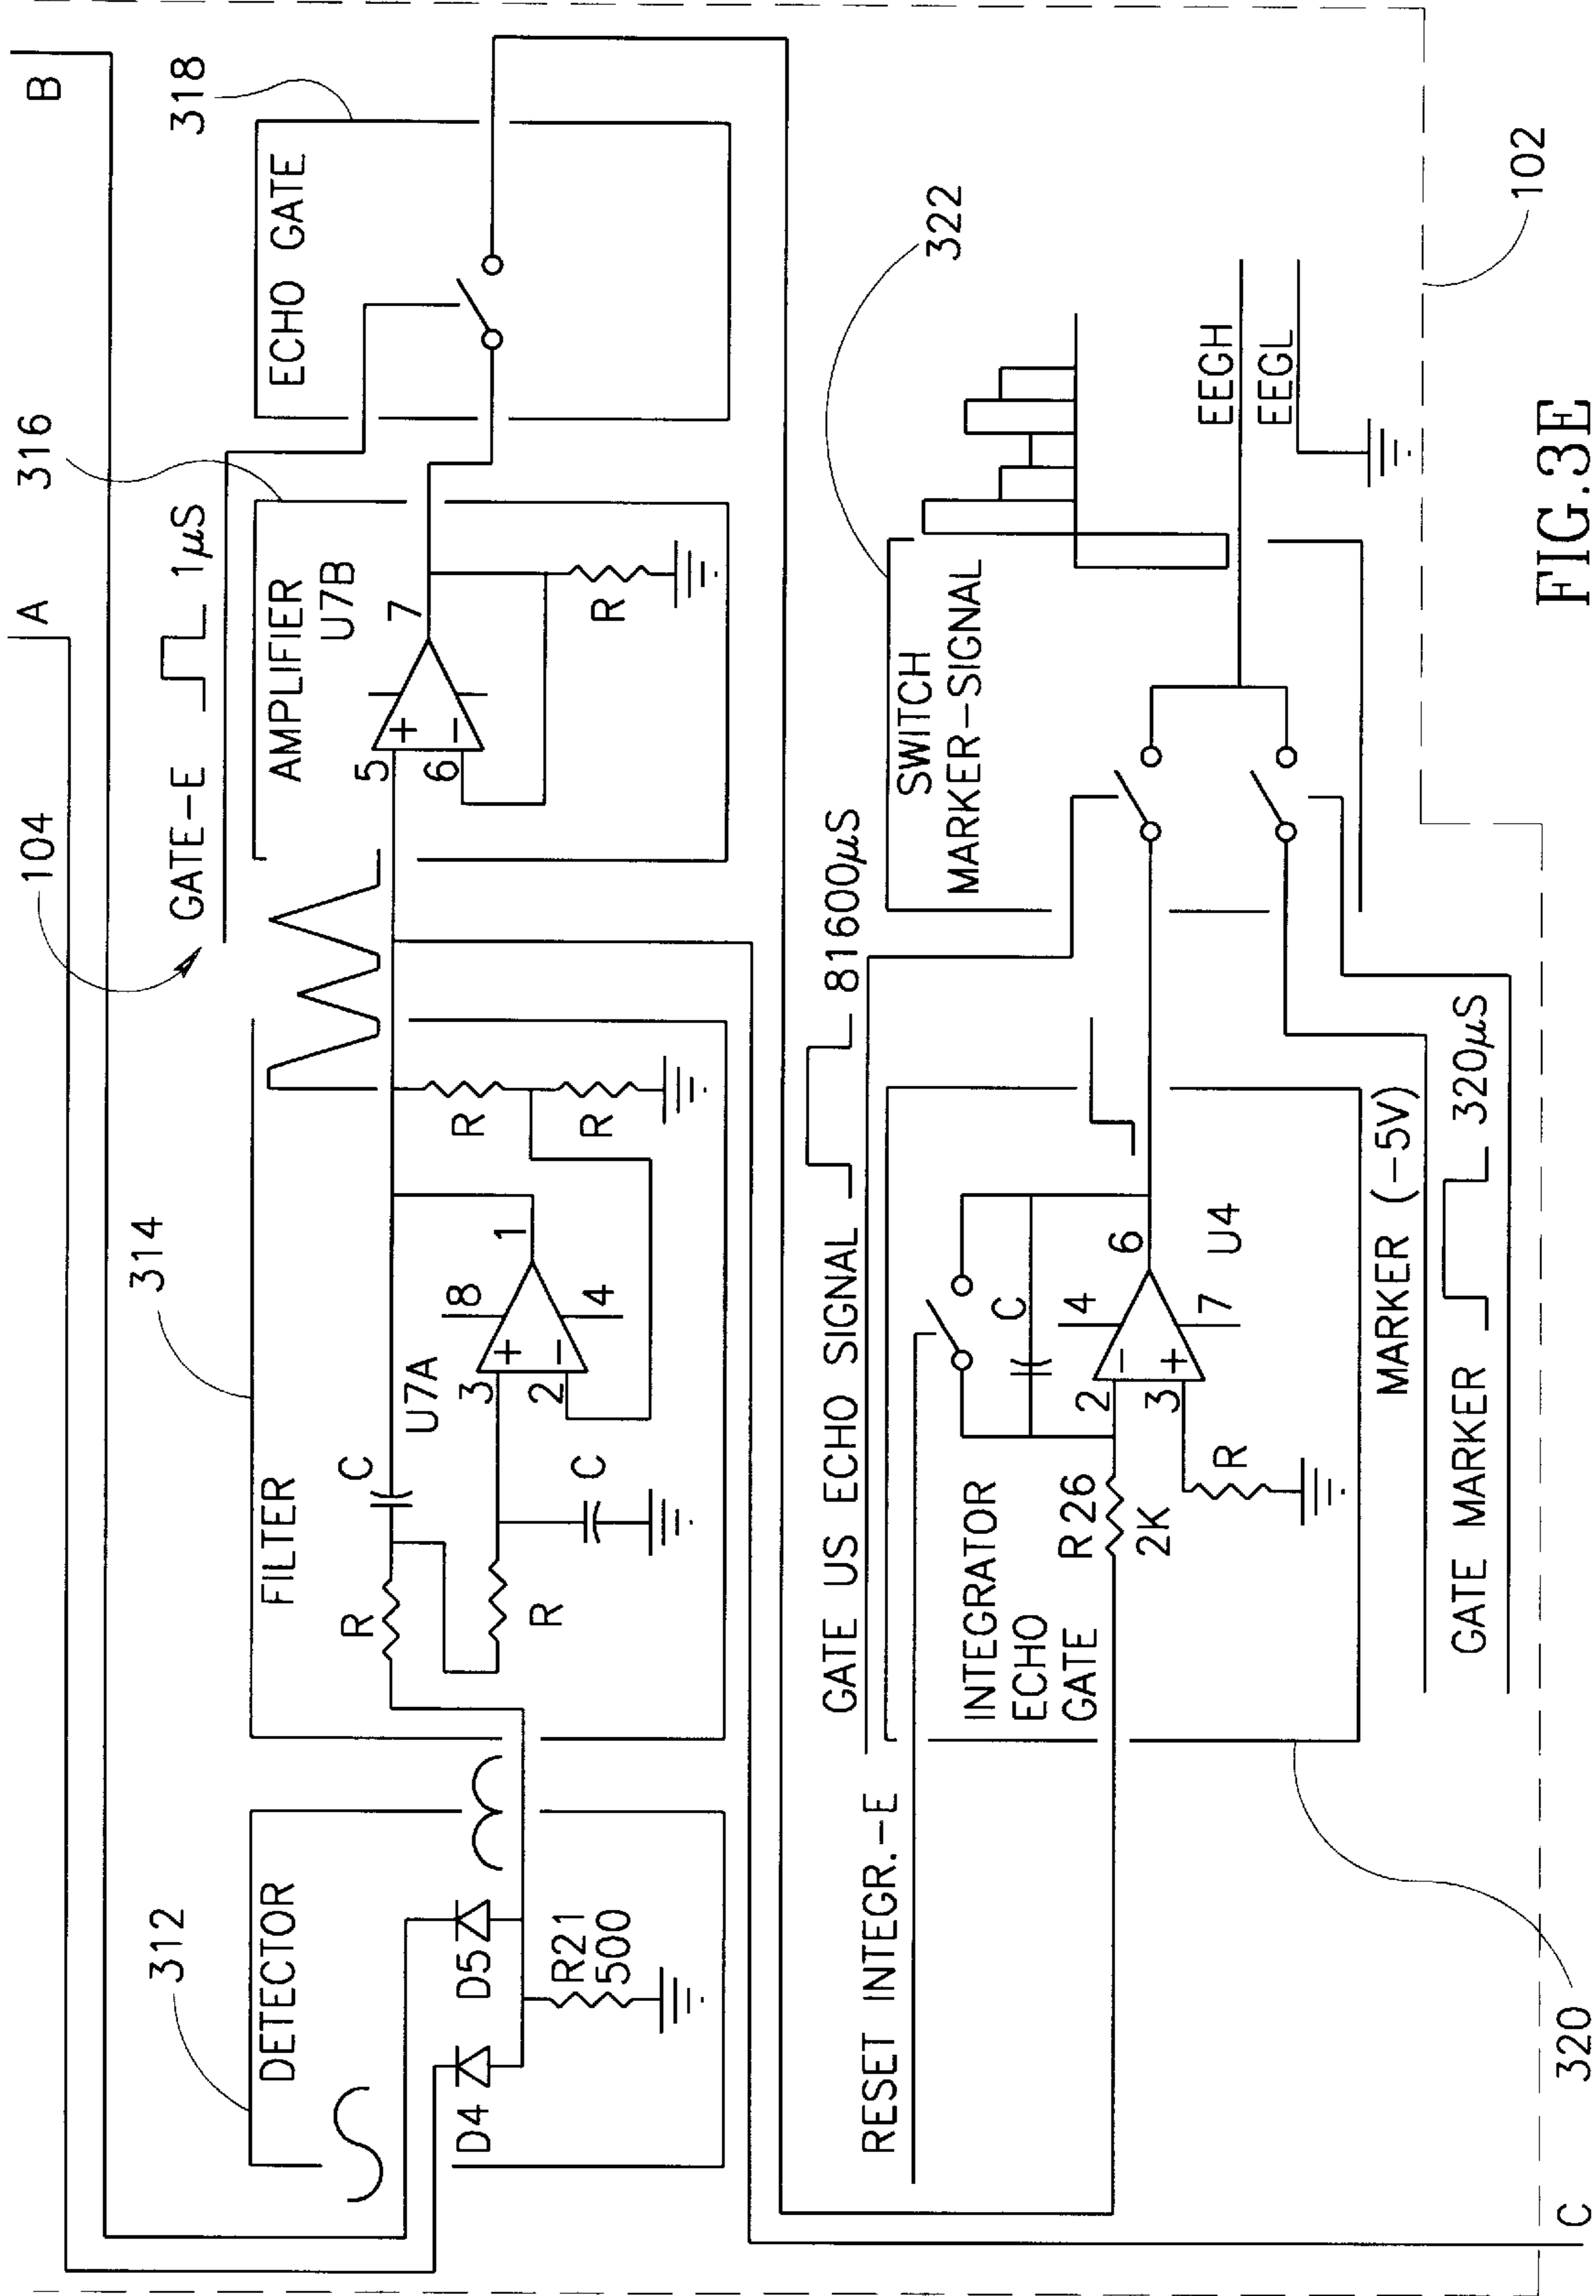 A
B
104
GATE-E
1µS
316
318
312
314
DETECTOR
FILTER
AMPLIFIER
U7B
ECHO GATE
D4
D5
R21
500
R
C
R
C
U7A
3
2
8
4
1
R
R
5
6
7
R
GATE US ECHO SIGNAL
81600µS
RESET INTEGR.-E
INTEGRATOR
ECHO
GATE
R26
2K
C
2
3
4
7
6
U4
R
SWITCH
MARKER-SIGNAL
322
MARKER (-5V)
GATE MARKER
320µS
EEGH
EEGL
C
320
102
FIG.3E